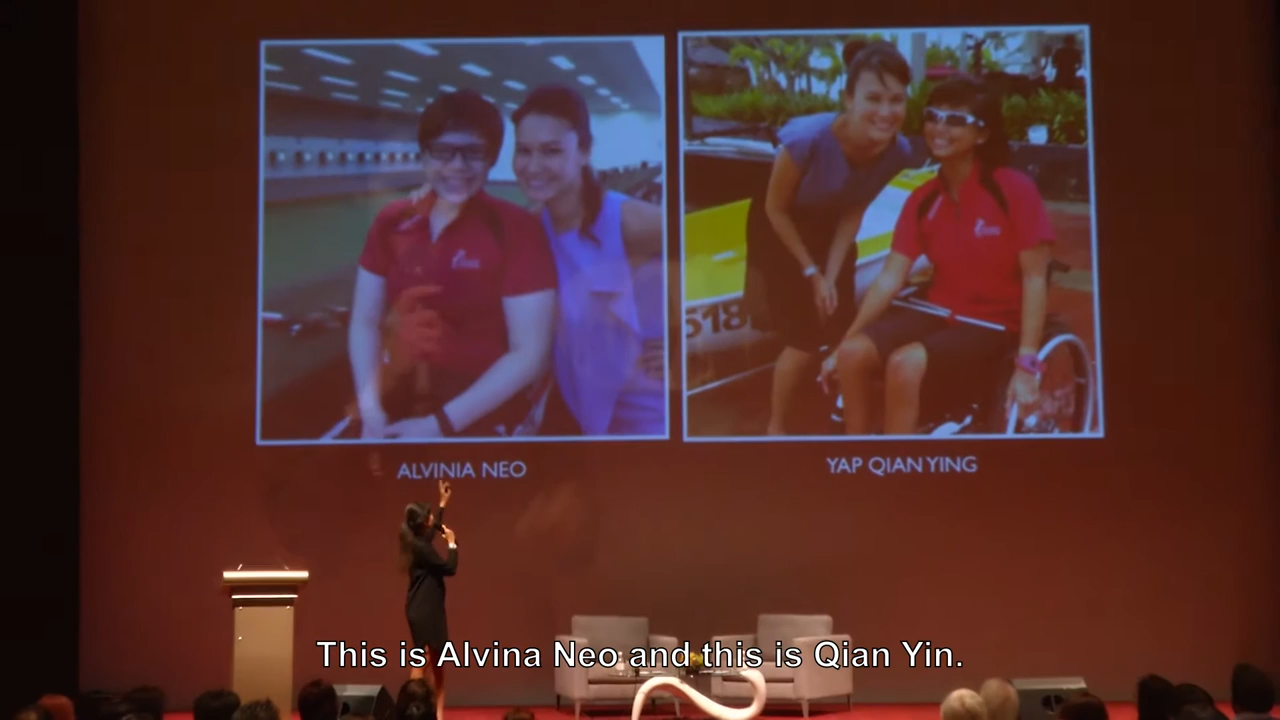 518
ALVINIA NEO
YAP QIAN YING
This is Alvina Neo and this is Qian Yin.